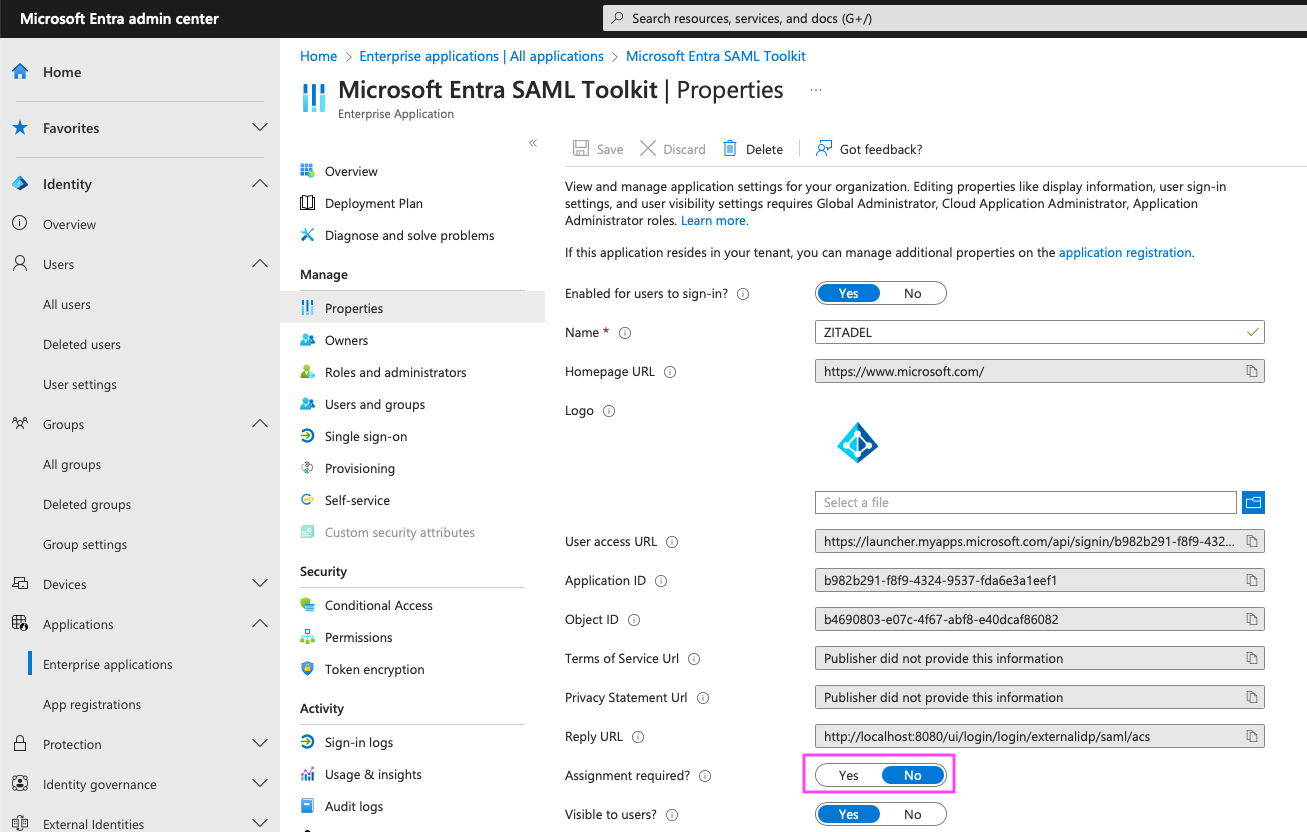 Microsoft Entra admin center
Search resources, services, and docs (G+/)
Home
Favorites
Identity
Overview
Users
All users
Deleted users
User settings
Groups
All groups
Deleted groups
Group settings
Devices
Applications
Enterprise applications
App registrations
Protection
Identity governance
External Identities
Home > Enterprise applications | All applications > Microsoft Entra SAML Toolkit
Microsoft Entra SAML Toolkit | Properties ...
Enterprise Application
«
Overview
Deployment Plan
Diagnose and solve problems
Manage
Properties
Owners
Roles and administrators
Users and groups
Single sign-on
Provisioning
Self-service
Custom security attributes
Security
Conditional Access
Permissions
Token encryption
Activity
Sign-in logs
Usage & insights
Audit logs
Save Discard Delete Got feedback?
View and manage application settings for your organization. Editing properties like display information, user sign-in
settings, and user visibility settings requires Global Administrator, Cloud Application Administrator, Application
Administrator roles. Learn more.
If this application resides in your tenant, you can manage additional properties on the application registration.
Enabled for users to sign-in? Yes No
Name * ZITADEL
Homepage URL https://www.microsoft.com/
Logo
Select a file
User access URL https://launcher.myapps.microsoft.com/api/signin/b982b291-f8f9-432...
Application ID b982b291-f8f9-4324-9537-fda6e3a1eef1
Object ID b4690803-e07c-4f67-abf8-e40dcaf86082
Terms of Service Url Publisher did not provide this information
Privacy Statement Url Publisher did not provide this information
Reply URL http://localhost:8080/ui/login/login/externalidp/saml/acs
Assignment required? Yes No
Visible to users? Yes No